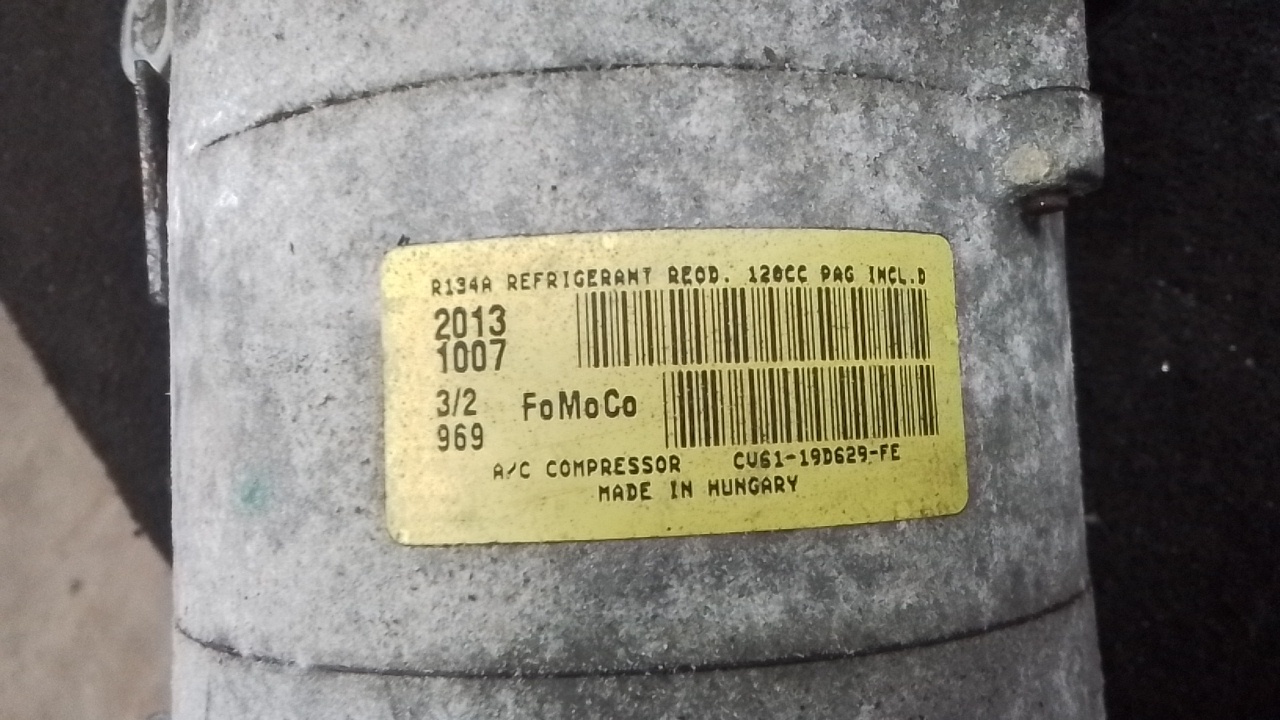 R134A REFRIGERANT REQD. 120CC PAG INCL.D
2013
1007
3/2 FoMoCo
969
A/C COMPRESSOR CV61-19D629-FE
MADE IN HUNGARY